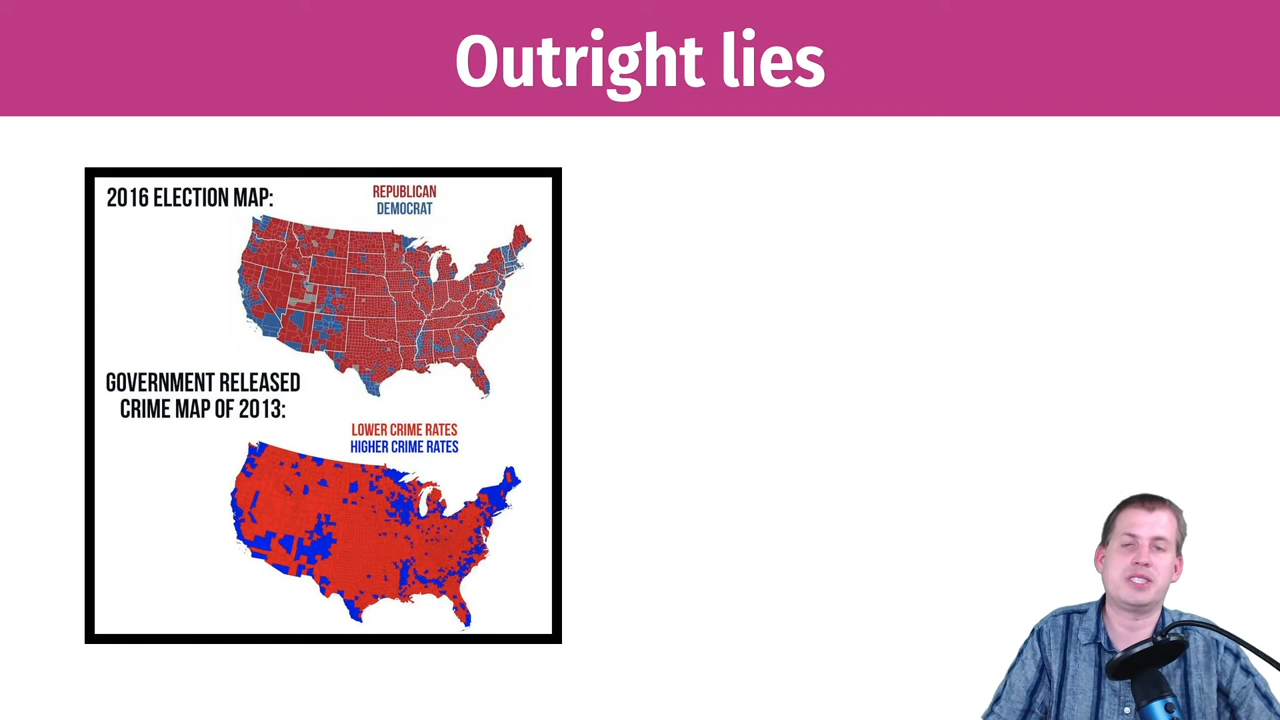 Outright lies
2016 ELECTION MAP:
REPUBLICAN
DEMOCRAT
GOVERNMENT RELEASED
CRIME MAP OF 2013:
LOWER CRIME RATES
HIGHER CRIME RATES